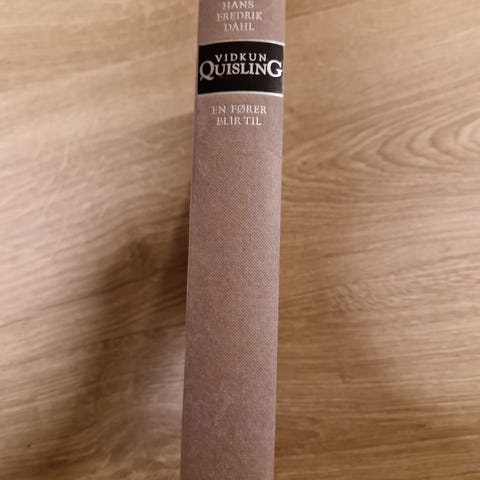 HANS
FREDRIK
DAHL
VIDKUN
QUISLING
EN FØRER
BLIR TIL